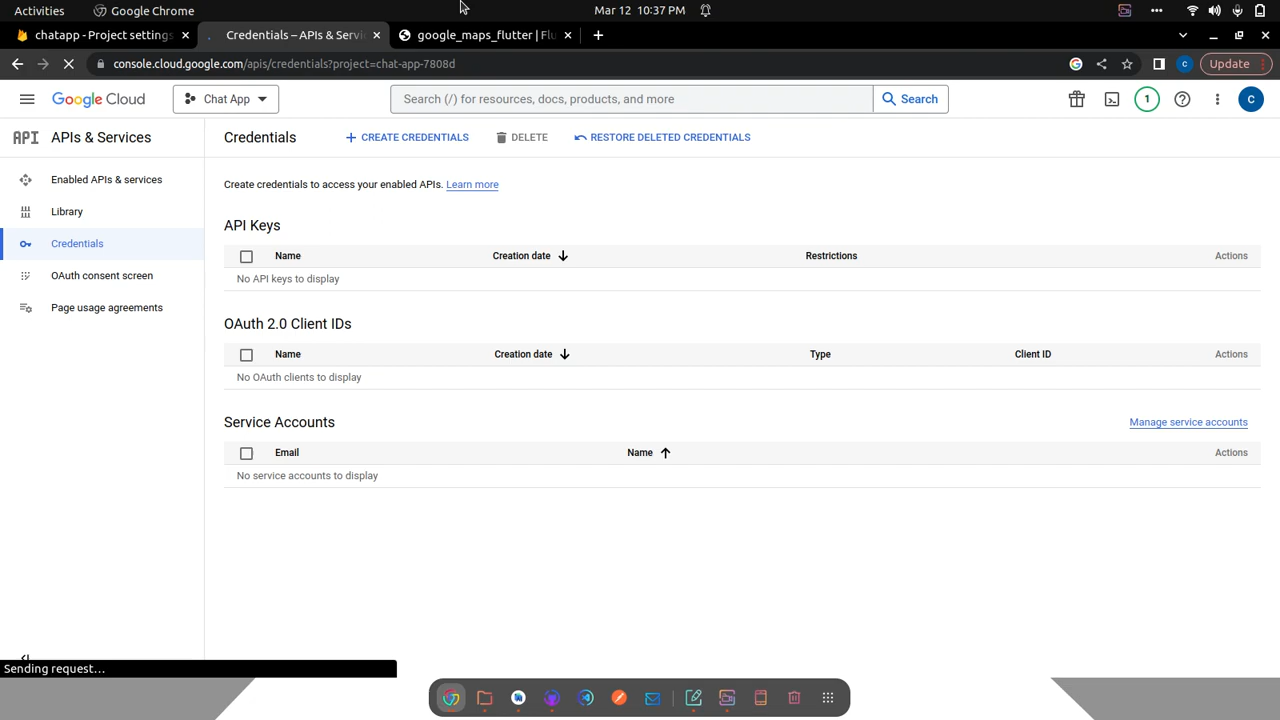 Activities
Google Chrome
Mar 12 10:37 PM
chatapp - Project settings
Credentials – APIs & Servi
google_maps_flutter | Flu
console.cloud.google.com/apis/credentials?project=chat-app-7808d
C
Update
Google Cloud
Chat App
Search (/) for resources, docs, products, and more
Search
1
C
API
APIs & Services
Credentials
CREATE CREDENTIALS
DELETE
RESTORE DELETED CREDENTIALS
Enabled APIs & services
Library
Credentials
OAuth consent screen
Page usage agreements
Create credentials to access your enabled APIs. Learn more
API Keys
Name
Creation date
Restrictions
Actions
No API keys to display
OAuth 2.0 Client IDs
Name
Creation date
Type
Client ID
Actions
No OAuth clients to display
Service Accounts
Manage service accounts
Email
Name
Actions
No service accounts to display
Sending request…